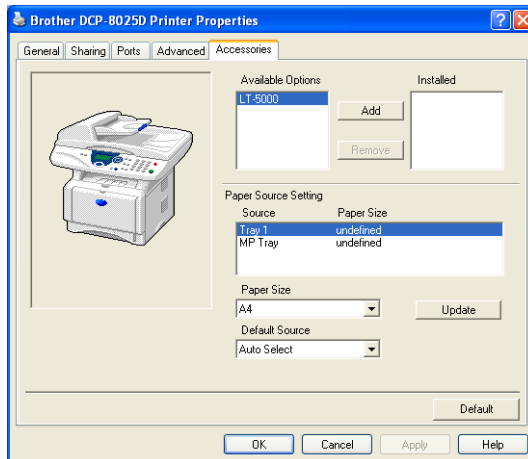 Brother DCP-8025D Printer Properties
General Sharing Ports Advanced Accessories
Available Options Installed
LT-5000
Add
Remove
Paper Source Setting
Source Paper Size
Tray 1 undefined
MP Tray undefined
Paper Size
A4 Update
Default Source
Auto Select
Default
OK Cancel Apply Help